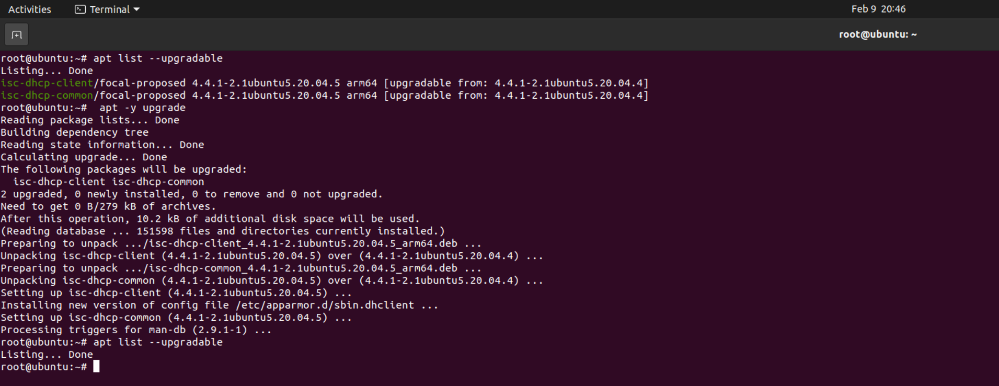 Activities
Terminal
Feb 9 20:46
root@ubuntu: ~
root@ubuntu:~# apt list --upgradable
Listing... Done
isc-dhcp-client/focal-proposed 4.4.1-2.1ubuntu5.20.04.5 arm64 [upgradable from: 4.4.1-2.1ubuntu5.20.04.4]
isc-dhcp-common/focal-proposed 4.4.1-2.1ubuntu5.20.04.5 arm64 [upgradable from: 4.4.1-2.1ubuntu5.20.04.4]
root@ubuntu:~#  apt -y upgrade
Reading package lists... Done
Building dependency tree
Reading state information... Done
Calculating upgrade... Done
The following packages will be upgraded:
  isc-dhcp-client isc-dhcp-common
2 upgraded, 0 newly installed, 0 to remove and 0 not upgraded.
Need to get 0 B/279 kB of archives.
After this operation, 10.2 kB of additional disk space will be used.
(Reading database ... 151598 files and directories currently installed.)
Preparing to unpack .../isc-dhcp-client_4.4.1-2.1ubuntu5.20.04.5_arm64.deb ...
Unpacking isc-dhcp-client (4.4.1-2.1ubuntu5.20.04.5) over (4.4.1-2.1ubuntu5.20.04.4) ...
Preparing to unpack .../isc-dhcp-common_4.4.1-2.1ubuntu5.20.04.5_arm64.deb ...
Unpacking isc-dhcp-common (4.4.1-2.1ubuntu5.20.04.5) over (4.4.1-2.1ubuntu5.20.04.4) ...
Setting up isc-dhcp-client (4.4.1-2.1ubuntu5.20.04.5) ...
Installing new version of config file /etc/apparmor.d/sbin.dhclient ...
Setting up isc-dhcp-common (4.4.1-2.1ubuntu5.20.04.5) ...
Processing triggers for man-db (2.9.1-1) ...
root@ubuntu:~# apt list --upgradable
Listing... Done
root@ubuntu:~#